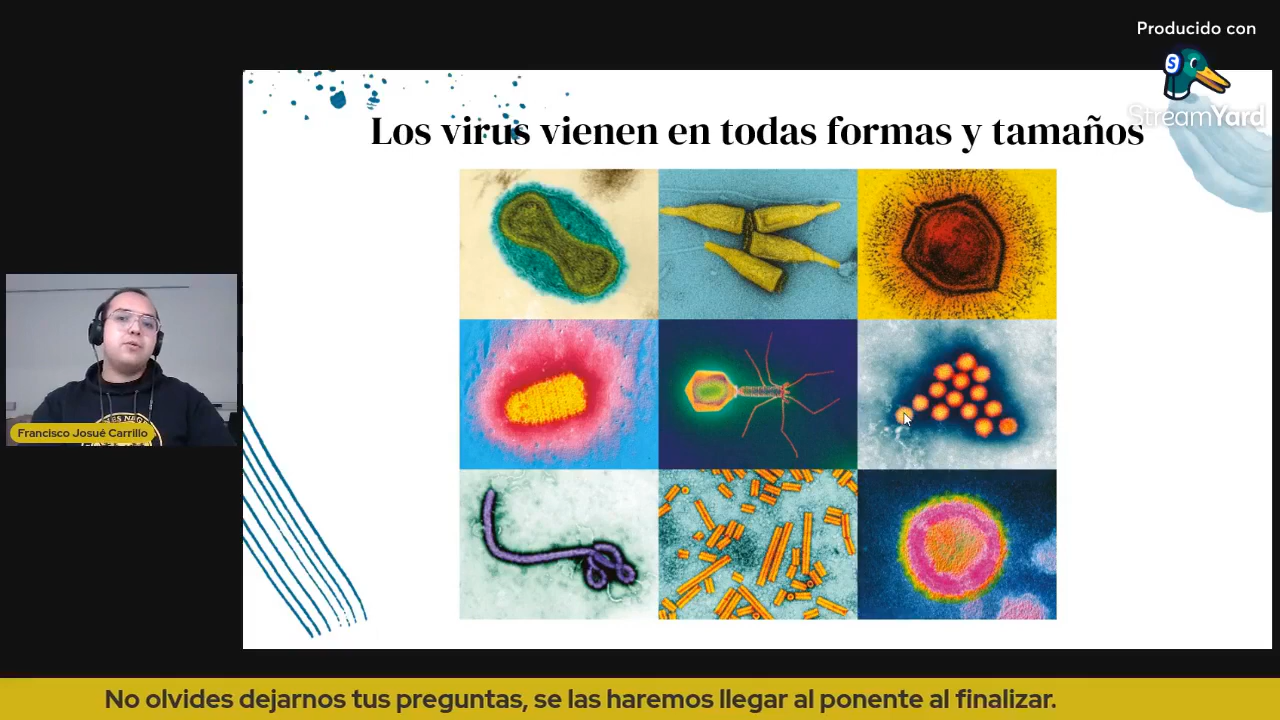 Producido con
StreamYard
Los virus vienen en todas formas y tamaños
Francisco Josué Carrillo
No olvides dejarnos tus preguntas, se las haremos llegar al ponente al finalizar.